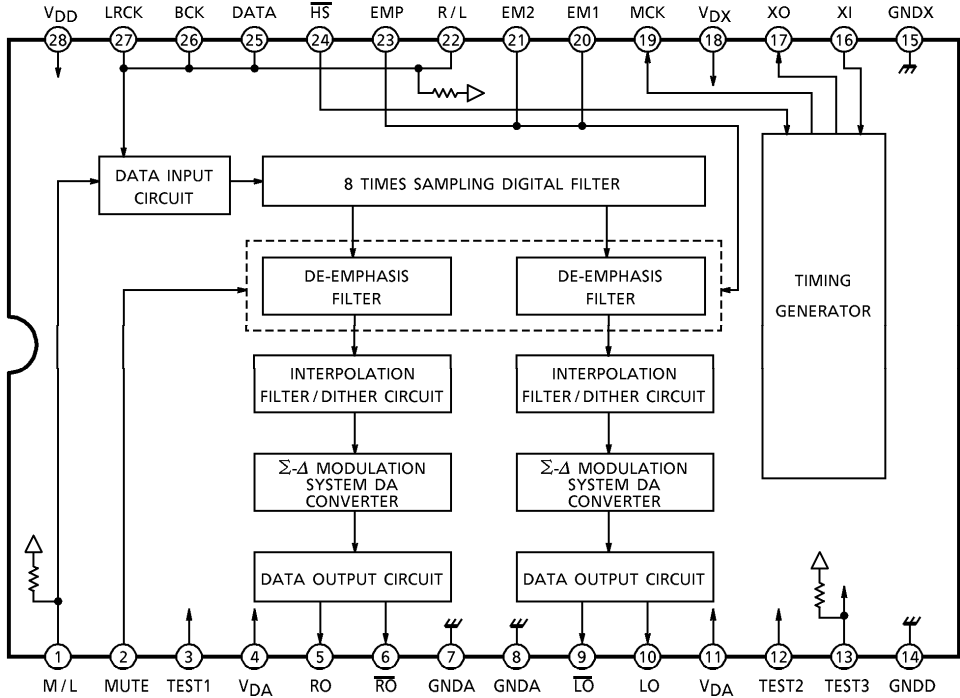 VDD LRCK BCK DATA H̅S̅ EMP R/L EM2 EM1 MCK VDX XO XI GNDX
28 27 26 25 24 23 22 21 20 19 18 17 16 15
DATA INPUT
CIRCUIT
8 TIMES SAMPLING DIGITAL FILTER
DE-EMPHASIS
FILTER
DE-EMPHASIS
FILTER
TIMING
GENERATOR
INTERPOLATION
FILTER/DITHER CIRCUIT
INTERPOLATION
FILTER/DITHER CIRCUIT
Σ-Δ MODULATION
SYSTEM DA
CONVERTER
Σ-Δ MODULATION
SYSTEM DA
CONVERTER
DATA OUTPUT CIRCUIT
DATA OUTPUT CIRCUIT
1 2 3 4 5 6 7 8 9 10 11 12 13 14
M/L MUTE TEST1 VDA RO R̅O̅ GNDA GNDA L̅O̅ LO VDA TEST2 TEST3 GNDD